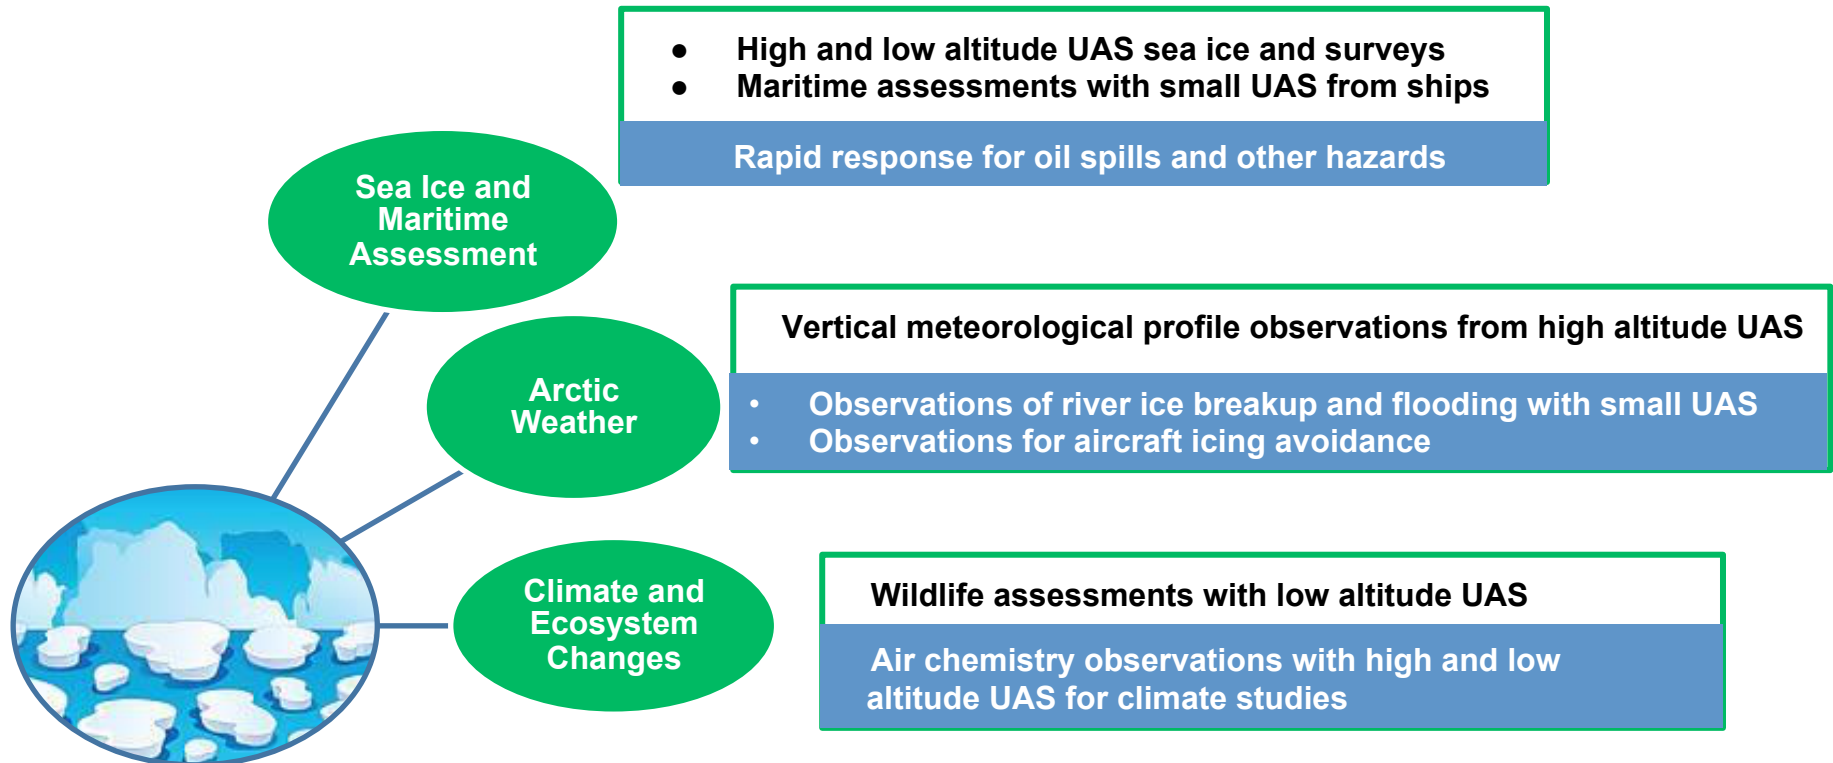 ● High and low altitude UAS sea ice and surveys
● Maritime assessments with small UAS from ships
Rapid response for oil spills and other hazards
Sea Ice and
Maritime
Assessment
Vertical meteorological profile observations from high altitude UAS
• Observations of river ice breakup and flooding with small UAS
• Observations for aircraft icing avoidance
Arctic
Weather
Climate and
Ecosystem
Changes
Wildlife assessments with low altitude UAS
Air chemistry observations with high and low
altitude UAS for climate studies